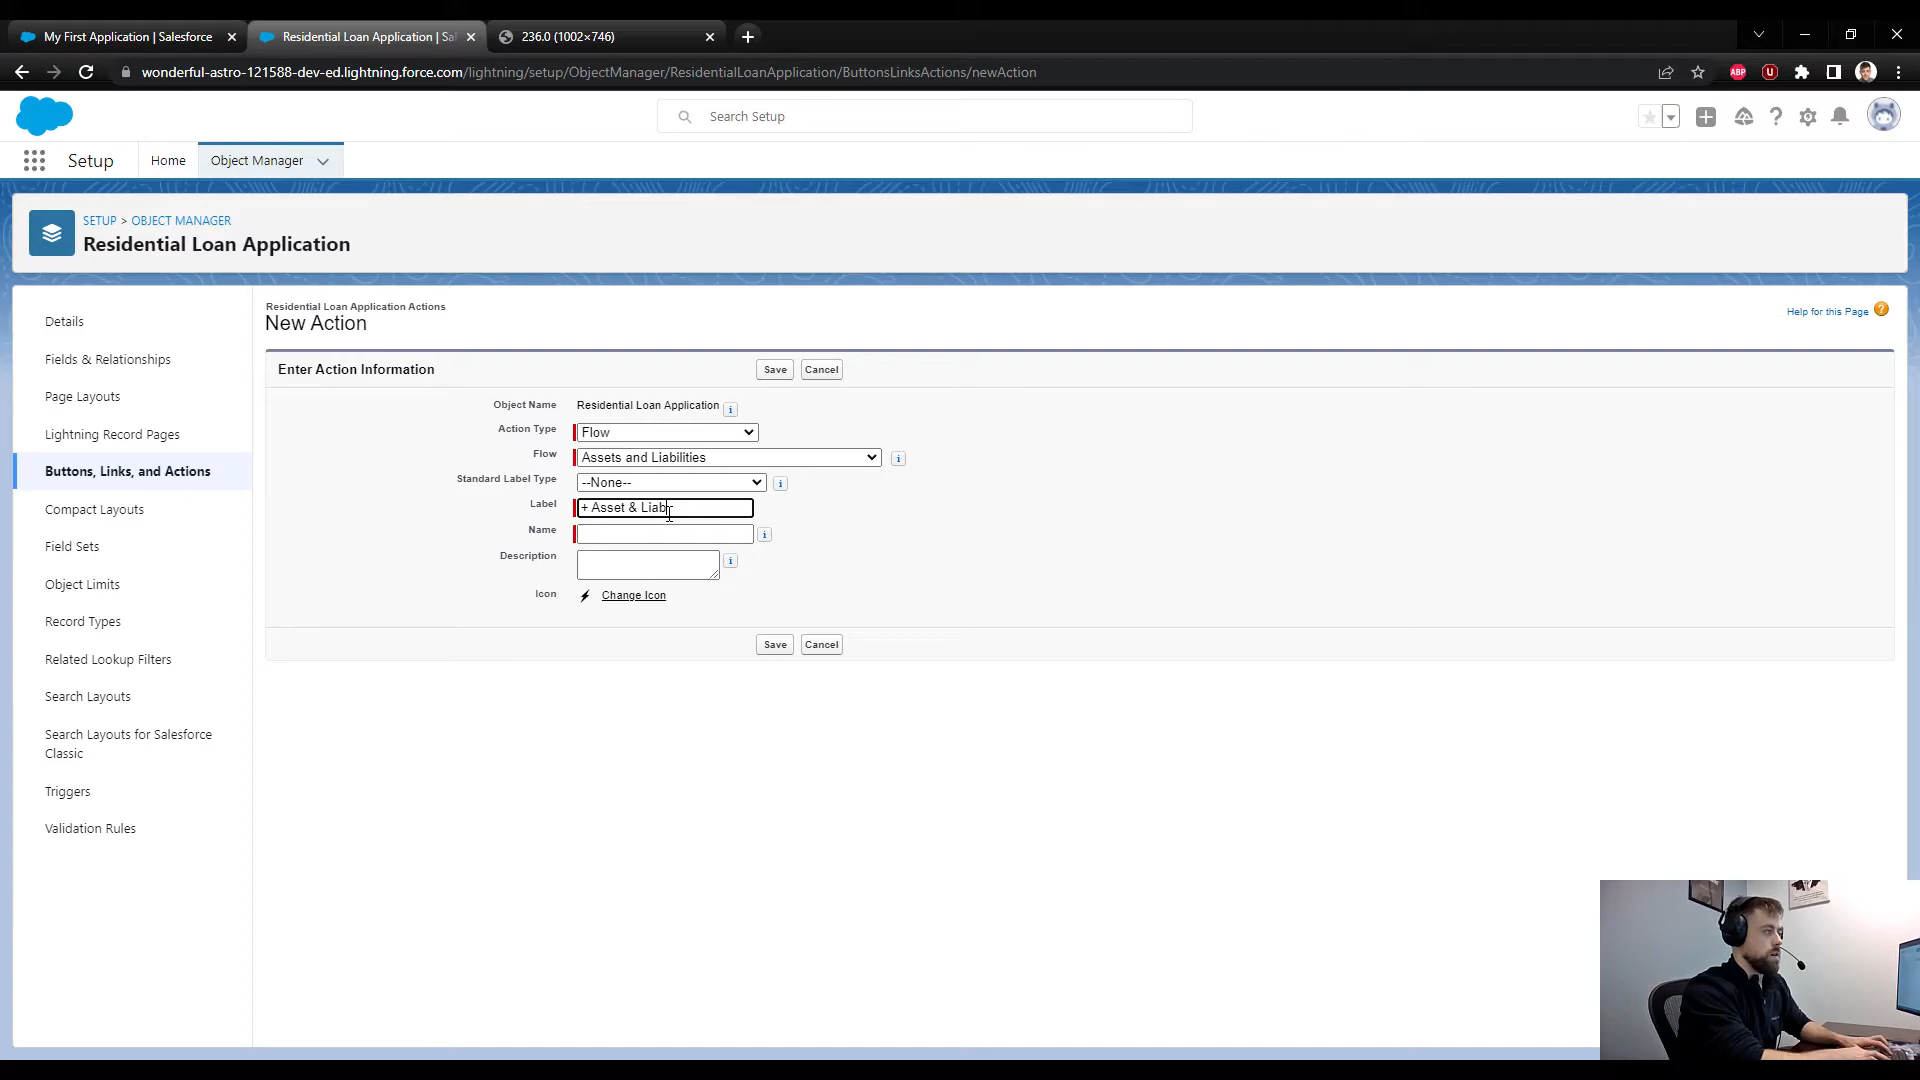 My First Application | Salesforce
Residential Loan Application | Sa
236.0 (1002×746)
wonderful-astro-121588-dev-ed.lightning.force.com/lightning/setup/ObjectManager/ResidentialLoanApplication/ButtonsLinksActions/newAction
ABP
Search Setup
Setup
Home
Object Manager
SETUP > OBJECT MANAGER
Residential Loan Application
Details
Fields & Relationships
Page Layouts
Lightning Record Pages
Buttons, Links, and Actions
Compact Layouts
Field Sets
Object Limits
Record Types
Related Lookup Filters
Search Layouts
Search Layouts for Salesforce
Classic
Triggers
Validation Rules
Residential Loan Application Actions
New Action
Help for this Page
Enter Action Information
Save
Cancel
Object Name Residential Loan Application
Action Type Flow
Flow Assets and Liabilities
Standard Label Type --None--
Label + Asset & Liab
Name
Description
Icon Change Icon
Save
Cancel